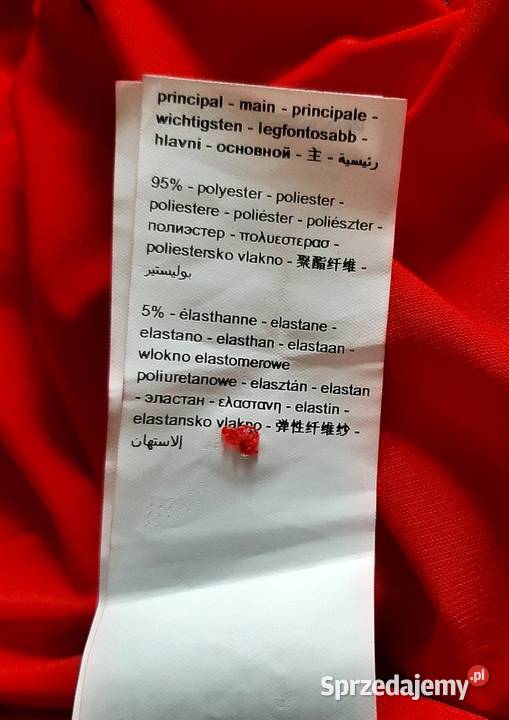 principal - main - principale -
wichtigsten - legfontosabb -
hlavni - основной - 主 - رئيسية
95% - polyester - poliester -
poliestere - poliéster - poliészter -
полиэстер - πολυεστερασ -
poliestersko vlakno - 聚酯纤维 -
بوليستير
5% - élasthanne - elastane -
elastano - elasthan - elastaan -
wlokno elastomerowe
poliuretanowe - elasztán - elastan
- эластан - ελαστανη - elastin -
elastansko vlakno - 弹性纤维纱 -
الاستهان
Sprzedajemy.pl